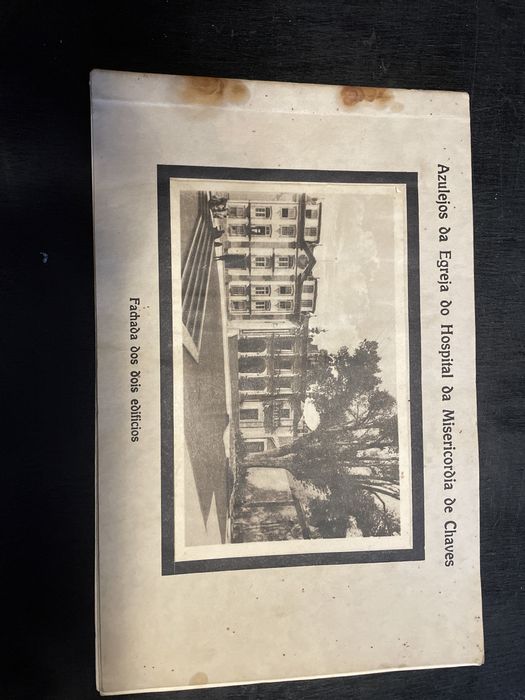 Azulejos da Egreja do Hospital da Misericordia de Chaves
Fachada dos dois edificios